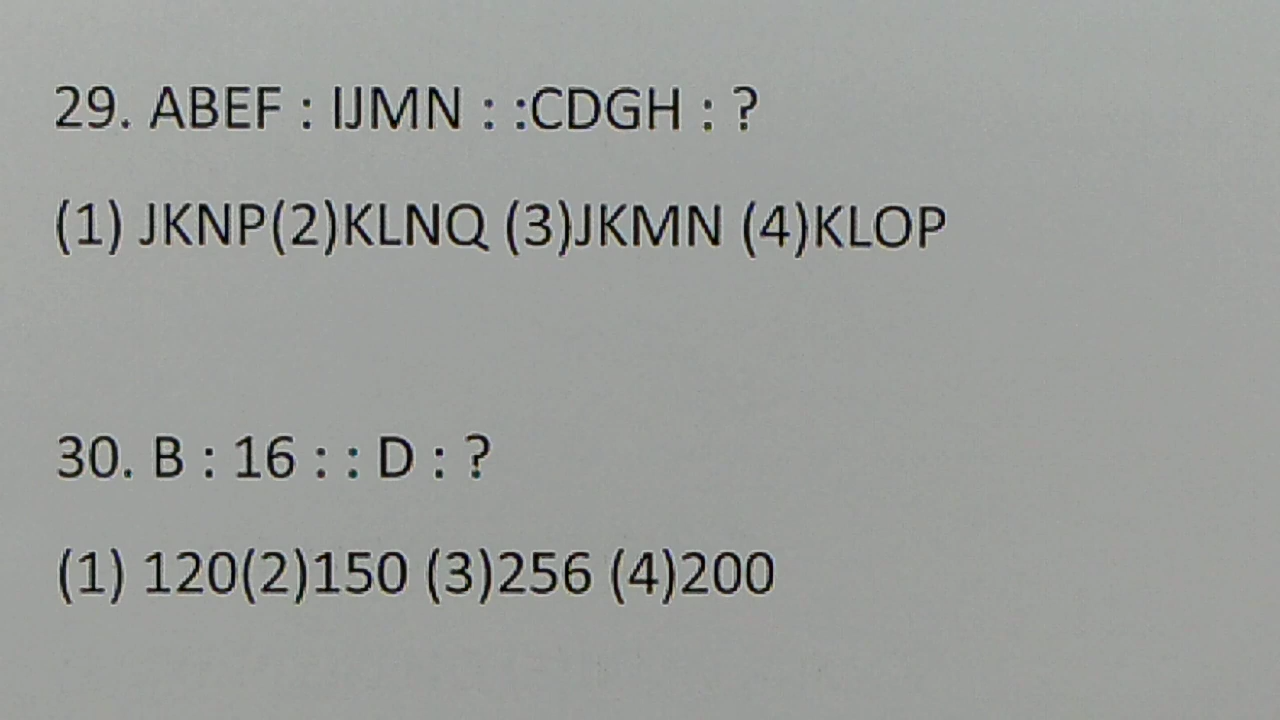 29. ABEF : IJMN : :CDGH : ?
(1) JKNP(2)KLNQ (3)JKMN (4)KLOP
30. B : 16 : : D : ?
(1) 120(2)150 (3)256 (4)200